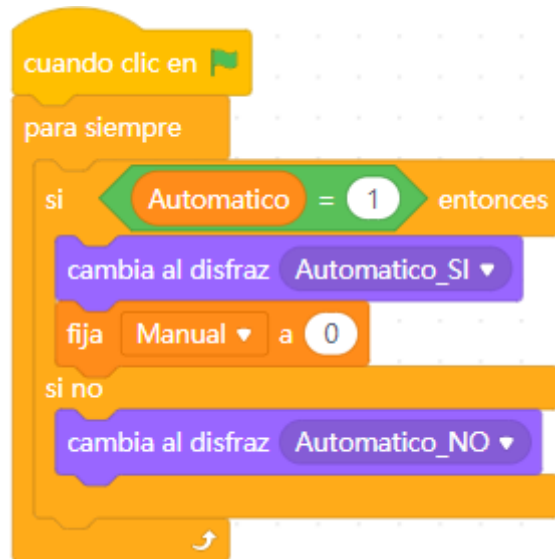 cuando clic en
para siempre
si Automatico = 1 entonces
cambia al disfraz Automatico_SI
fija Manual a 0
si no
cambia al disfraz Automatico_NO